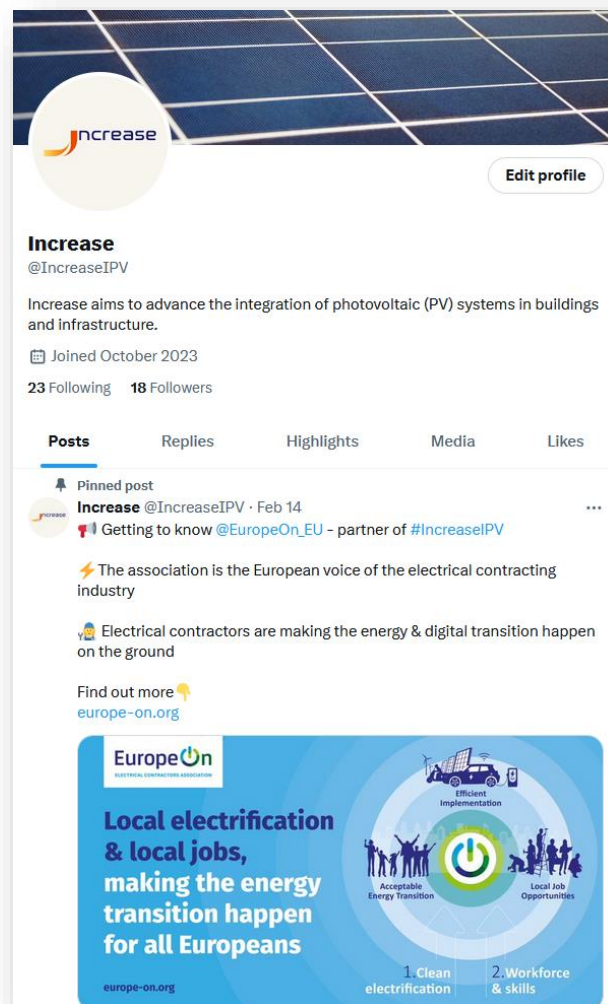 Increase
Edit profile
Increase
@IncreaseIPV
Increase aims to advance the integration of photovoltaic (PV) systems in buildings
and infrastructure.
Joined October 2023
23 Following 18 Followers
Posts Replies Highlights Media Likes
Pinned post
Increase @IncreaseIPV · Feb 14
Increase
📢 Getting to know @EuropeOn_EU - partner of #IncreaseIPV
⚡ The association is the European voice of the electrical contracting
industry
👩‍🔧 Electrical contractors are making the energy & digital transition happen
on the ground
Find out more👇
europe-on.org
EuropeOn
ELECTRICAL CONTRACTORS ASSOCIATION
Local electrification
& local jobs,
making the energy
transition happen
for all Europeans
europe-on.org
Efficient
Implementation
Acceptable
Energy Transition
Local Job
Opportunities
1.Clean
electrification
2.Workforce
& skills